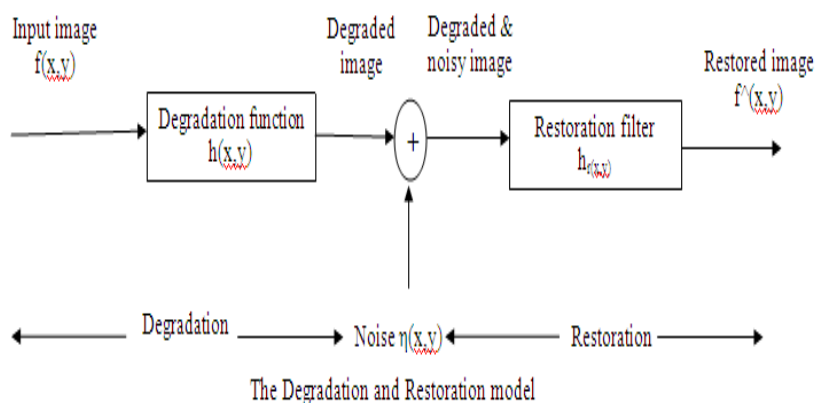 Input image
f(x,y)
Degraded
image
Degraded &
noisy image
Restored image
f^(x,y)
Degradation function
h(x,y)
+
Restoration filter
hr(x,y)
Degradation
Noise η(x,y)
Restoration
The Degradation and Restoration model